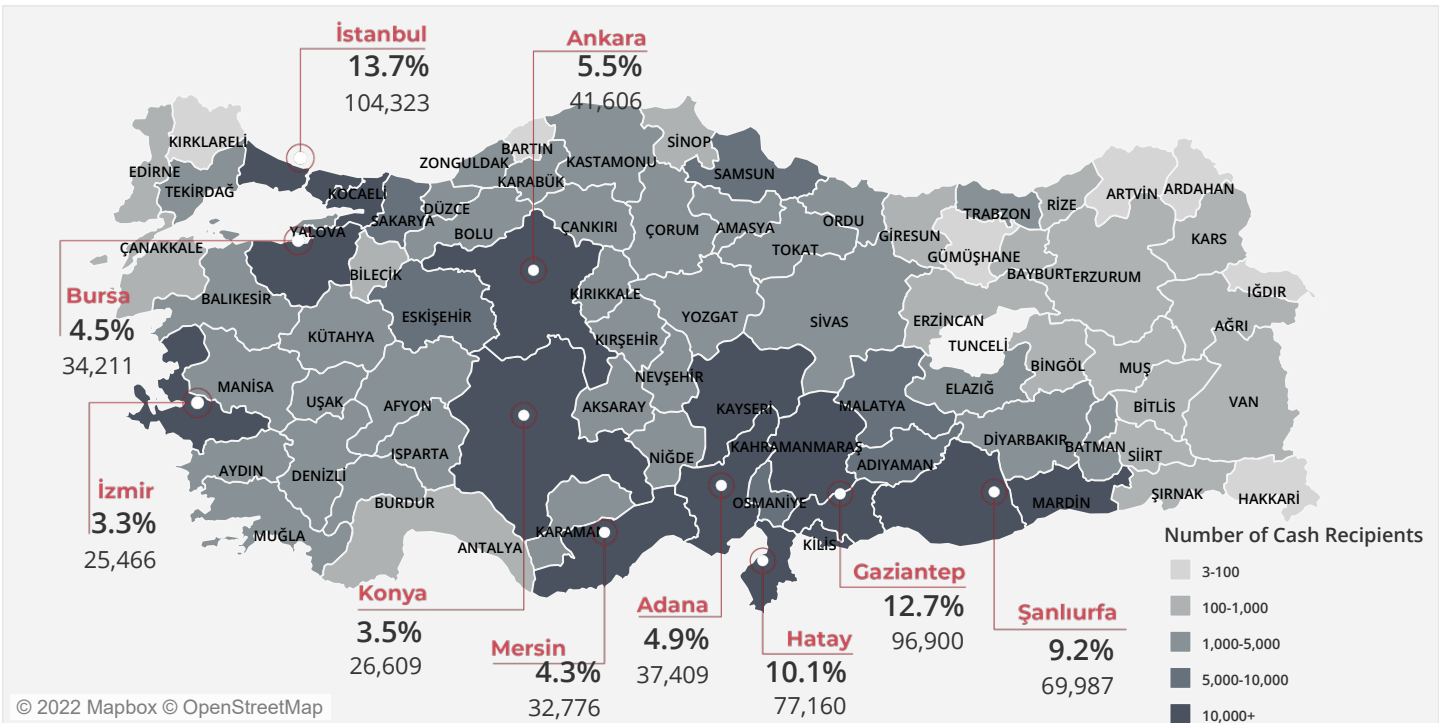 İstanbul
13.7%
104,323
Ankara
5.5%
41,606
KIRKLARELİ
EDİRNE
TEKİRDAĞ
KOCAELİ
YALOVA
SAKARYA
DÜZCE
BOLU
ZONGULDAK
BARTIN
KARABÜK
KASTAMONU
SİNOP
SAMSUN
ÇANKIRI
ÇORUM
AMASYA
TOKAT
ORDU
GİRESUN
TRABZON
GÜMÜŞHANE
RİZE
ARTVİN
ARDAHAN
KARS
BAYBURT
ERZURUM
IĞDIR
AĞRI
ÇANAKKALE
BALIKESİR
BİLECİK
KÜTAHYA
ESKİŞEHİR
KIRIKKALE
KIRŞEHİR
YOZGAT
SİVAS
ERZİNCAN
TUNCELİ
BİNGÖL
MUŞ
BİTLİS
VAN
Bursa
4.5%
34,211
MANİSA
UŞAK
AFYON
AKSARAY
NEVŞEHİR
KAYSERİ
MALATYA
ELAZIĞ
DİYARBAKIR
BATMAN
SİİRT
KAHRAMANMARAŞ
ADIYAMAN
NİĞDE
AYDIN
DENİZLİ
ISPARTA
BURDUR
MUĞLA
ANTALYA
KARAMAN
OSMANİYE
KİLİS
MARDİN
ŞIRNAK
HAKKARİ
İzmir
3.3%
25,466
Konya
3.5%
26,609
Mersin
4.3%
32,776
Adana
4.9%
37,409
Hatay
10.1%
77,160
Gaziantep
12.7%
96,900
Şanlıurfa
9.2%
69,987
Number of Cash Recipients
3-100
100-1,000
1,000-5,000
5,000-10,000
10,000+
© 2022 Mapbox © OpenStreetMap